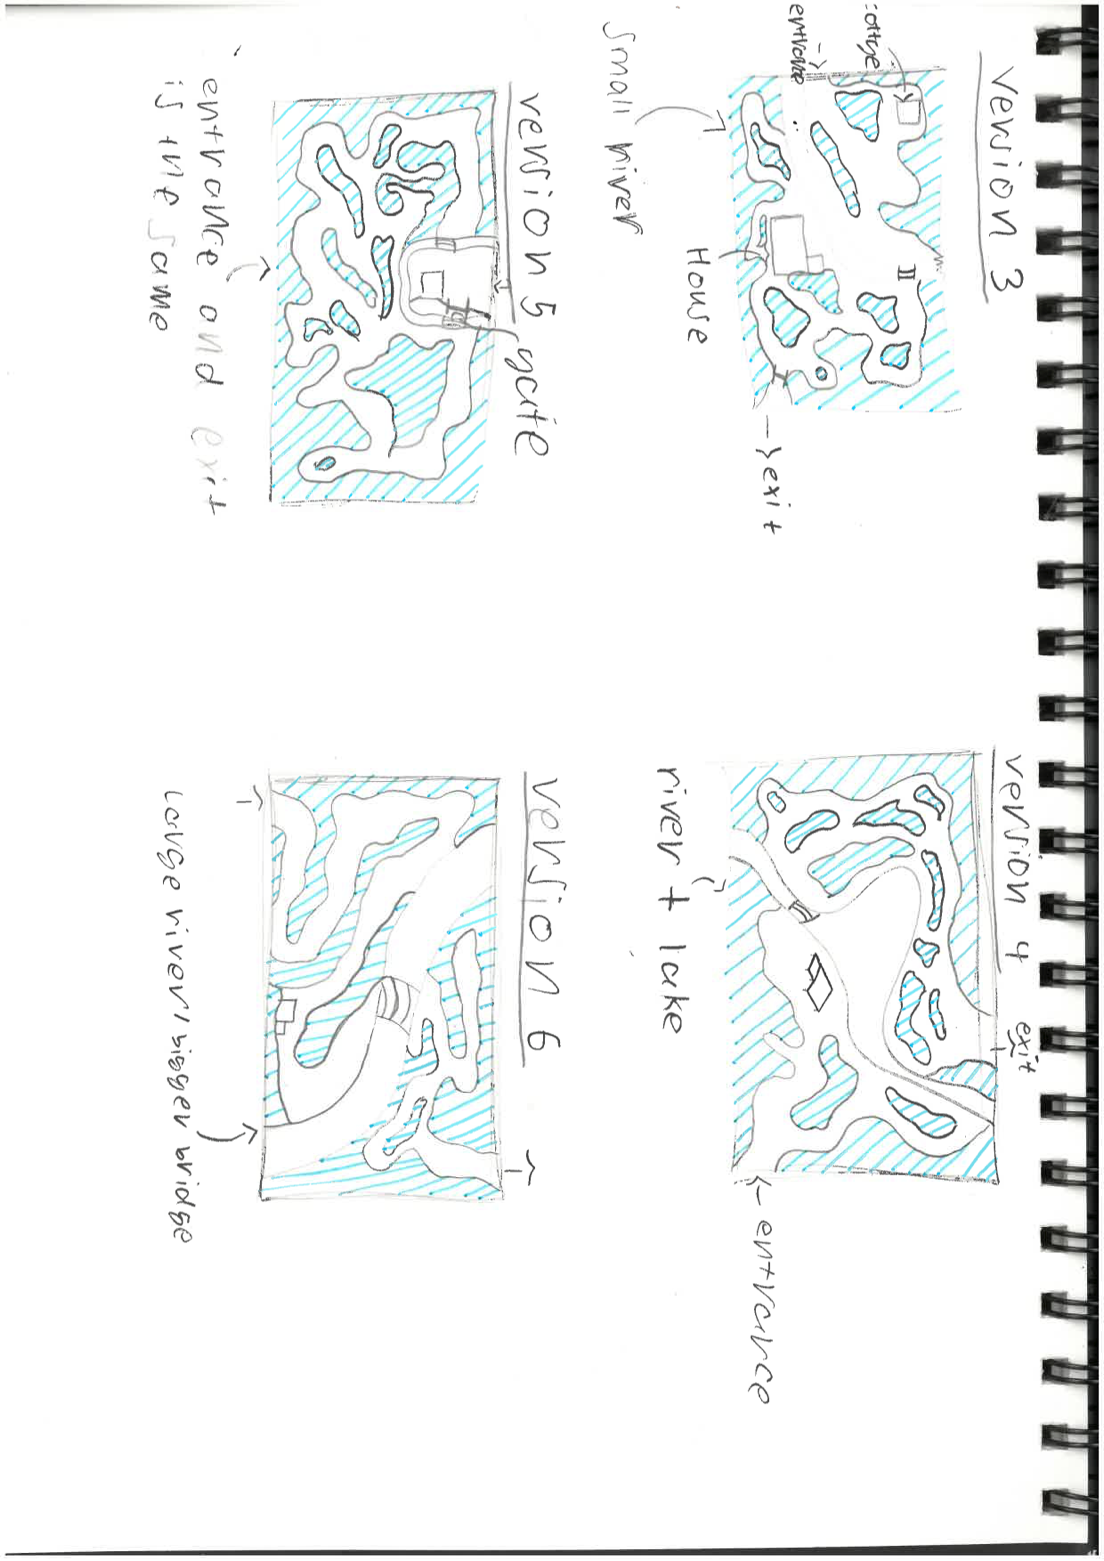 version 3
:ottge
entrance
House
-> exit
small river
version 4
exit
<- entrance
river + lake
version 5
gate
entrance and exit
is the same
version 6
Large river/bigger bridge